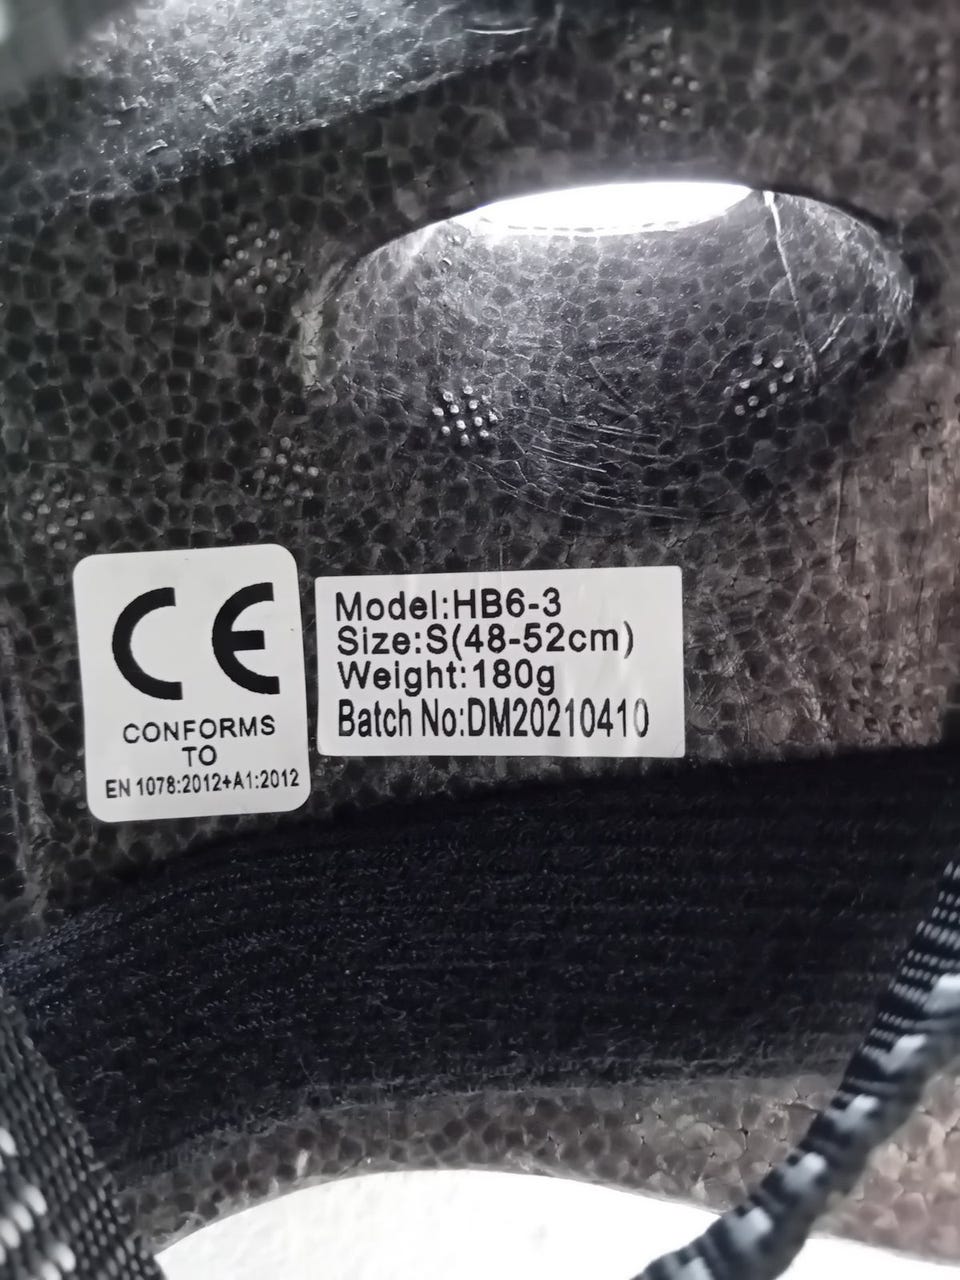 CE
CONFORMS
TO
EN 1078:2012+A1:2012
Model:HB6-3
Size:S(48-52cm)
Weight:180g
Batch No:DM20210410